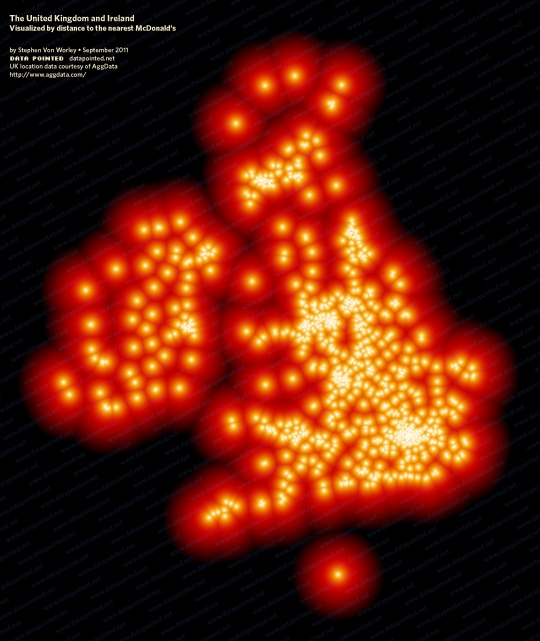 The United Kingdom and Ireland
Visualized by distance to the nearest McDonald's
by Stephen Von Worley • September 2011
DATA POINTED datapointed.net
UK location data courtesy of AggData
http://www.aggdata.com/